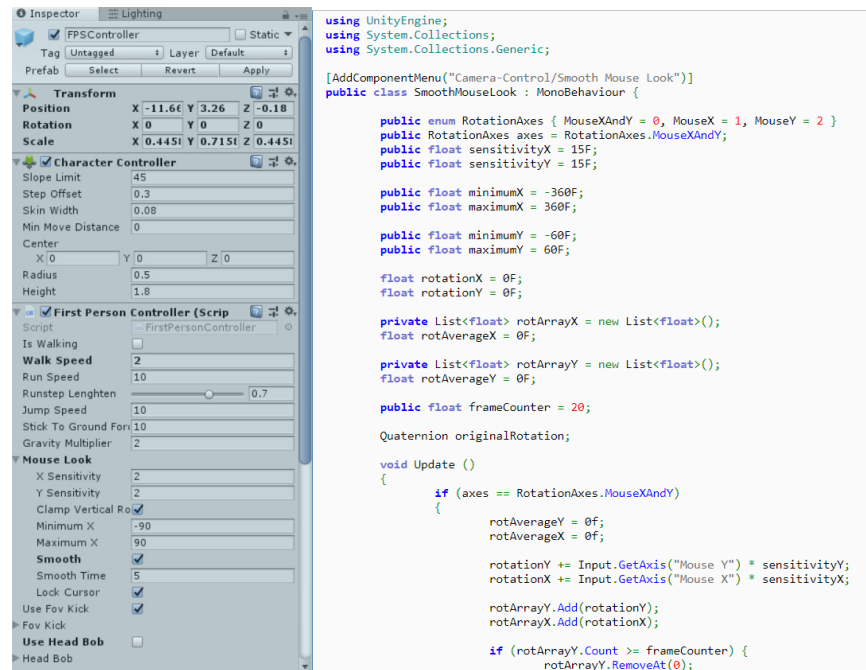 Inspector
Lighting
FPSController
Static
Tag Untagged Layer Default
Prefab Select Revert Apply
Transform
Position X -11.66 Y 3.26 Z -0.18
Rotation X 0 Y 0 Z 0
Scale X 0.4458 Y 0.7158 Z 0.4458
Character Controller
Slope Limit 45
Step Offset 0.3
Skin Width 0.08
Min Move Distance 0
Center
X 0 Y 0 Z 0
Radius 0.5
Height 1.8
First Person Controller (Scrip
Script FirstPersonController
Is Walking
Walk Speed 2
Run Speed 10
Runstep Lenghten 0.7
Jump Speed 10
Stick To Ground For 10
Gravity Multiplier 2
Mouse Look
X Sensitivity 2
Y Sensitivity 2
Clamp Vertical Ro
Minimum X -90
Maximum X 90
Smooth
Smooth Time 5
Lock Cursor
Use Fov Kick
Fov Kick
Use Head Bob
Head Bob
using UnityEngine;
using System.Collections;
using System.Collections.Generic;
[AddComponentMenu("Camera-Control/Smooth Mouse Look")]
public class SmoothMouseLook : MonoBehaviour {
public enum RotationAxes { MouseXAndY = 0, MouseX = 1, MouseY = 2 }
public RotationAxes axes = RotationAxes.MouseXAndY;
public float sensitivityX = 15F;
public float sensitivityY = 15F;
public float minimumX = -360F;
public float maximumX = 360F;
public float minimumY = -60F;
public float maximumY = 60F;
float rotationX = 0F;
float rotationY = 0F;
private List<float> rotArrayX = new List<float>();
float rotAverageX = 0F;
private List<float> rotArrayY = new List<float>();
float rotAverageY = 0F;
public float frameCounter = 20;
Quaternion originalRotation;
void Update ()
{
if (axes == RotationAxes.MouseXAndY)
{
rotAverageY = 0f;
rotAverageX = 0f;
rotationY += Input.GetAxis("Mouse Y") * sensitivityY;
rotationX += Input.GetAxis("Mouse X") * sensitivityX;
rotArrayY.Add(rotationY);
rotArrayX.Add(rotationX);
if (rotArrayY.Count >= frameCounter) {
rotArrayY.RemoveAt(0);